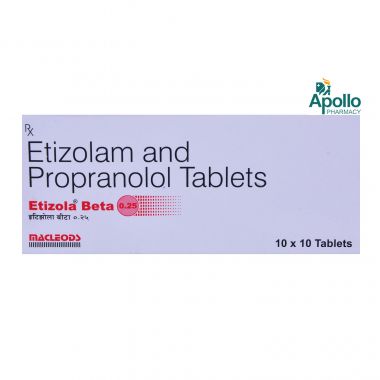 Apollo
PHARMACY
Rx
Etizolam and
Propranolol Tablets
Etizola® Beta 0.25
इटिझोला बीटा ०.२५
MACLEODS
10 x 10 Tablets